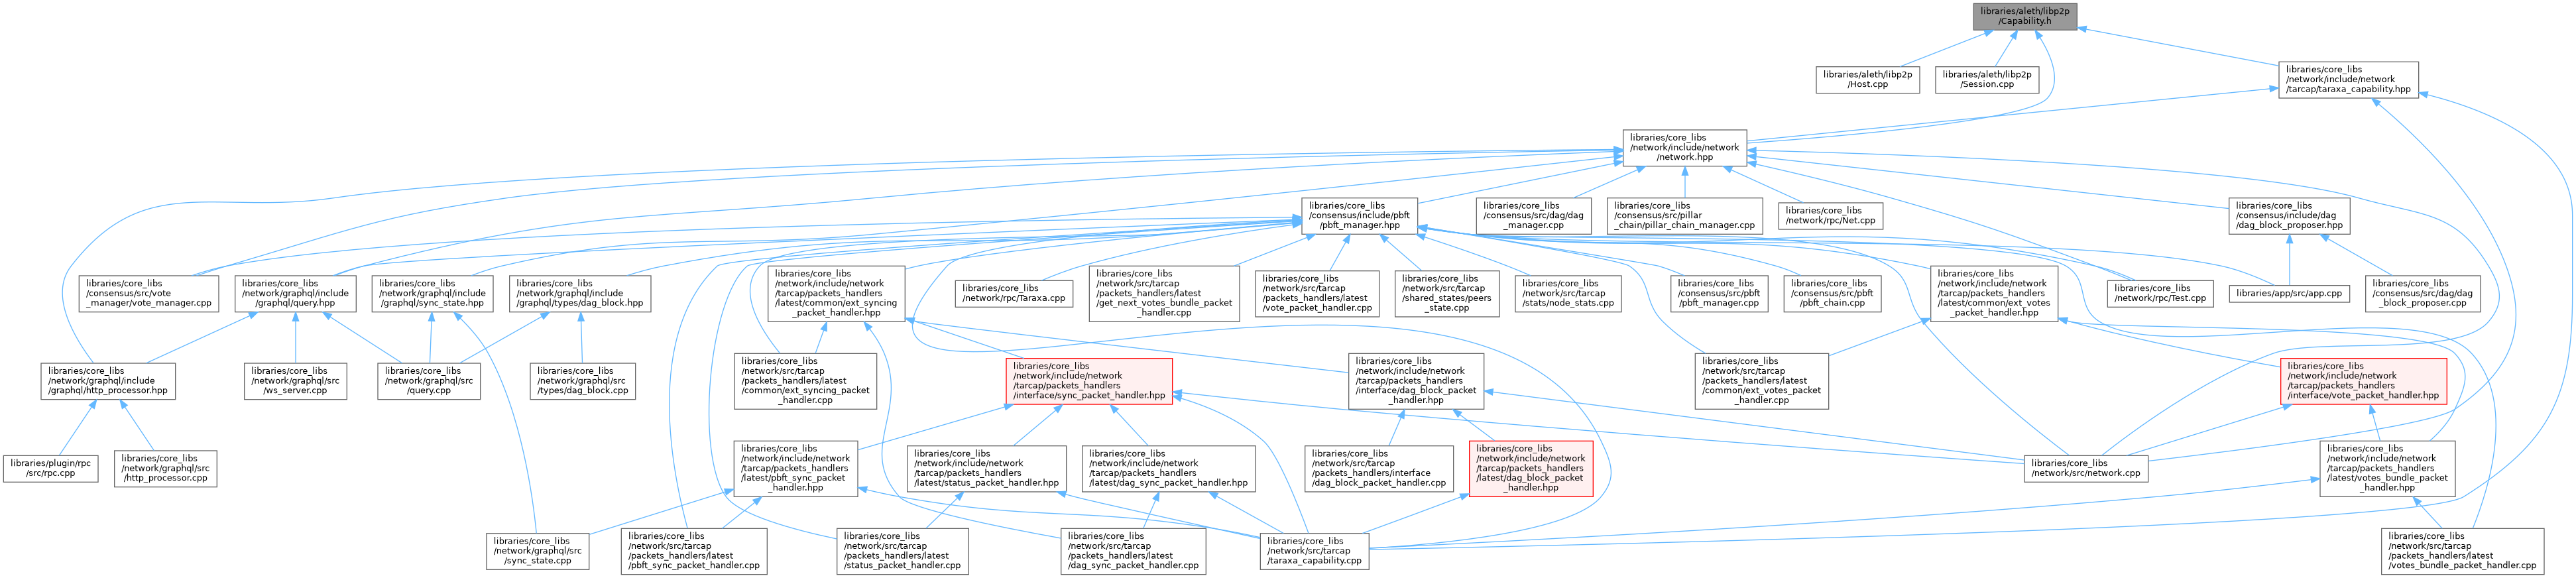 libraries/aleth/libp2p
/Capability.h
libraries/aleth/libp2p
/Host.cpp
libraries/aleth/libp2p
/Session.cpp
libraries/core_libs
/network/include/network
/tarcap/taraxa_capability.hpp
libraries/core_libs
/network/include/network
/network.hpp
libraries/core_libs
/consensus/include/pbft
/pbft_manager.hpp
libraries/core_libs
/consensus/src/dag/dag
_manager.cpp
libraries/core_libs
/consensus/src/pillar
_chain/pillar_chain_manager.cpp
libraries/core_libs
/network/rpc/Net.cpp
libraries/core_libs
/consensus/include/dag
/dag_block_proposer.hpp
libraries/core_libs
/consensus/src/vote
_manager/vote_manager.cpp
libraries/core_libs
/network/graphql/include
/graphql/query.hpp
libraries/core_libs
/network/graphql/include
/graphql/sync_state.hpp
libraries/core_libs
/network/graphql/include
/graphql/types/dag_block.hpp
libraries/core_libs
/network/include/network
/tarcap/packets_handlers
/latest/common/ext_syncing
_packet_handler.hpp
libraries/core_libs
/network/rpc/Taraxa.cpp
libraries/core_libs
/network/src/tarcap
/packets_handlers/latest
/get_next_votes_bundle_packet
_handler.cpp
libraries/core_libs
/network/src/tarcap
/packets_handlers/latest
/vote_packet_handler.cpp
libraries/core_libs
/network/src/tarcap
/shared_states/peers
_state.cpp
libraries/core_libs
/network/src/tarcap
/stats/node_stats.cpp
libraries/core_libs
/consensus/src/pbft
/pbft_manager.cpp
libraries/core_libs
/consensus/src/pbft
/pbft_chain.cpp
libraries/core_libs
/network/include/network
/tarcap/packets_handlers
/latest/common/ext_votes
_packet_handler.hpp
libraries/core_libs
/network/rpc/Test.cpp
libraries/app/src/app.cpp
libraries/core_libs
/consensus/src/dag/dag
_block_proposer.cpp
libraries/core_libs
/network/graphql/include
/graphql/http_processor.hpp
libraries/core_libs
/network/graphql/src
/ws_server.cpp
libraries/core_libs
/network/graphql/src
/query.cpp
libraries/core_libs
/network/graphql/src
/types/dag_block.cpp
libraries/core_libs
/network/src/tarcap
/packets_handlers/latest
/common/ext_syncing_packet
_handler.cpp
libraries/core_libs
/network/include/network
/tarcap/packets_handlers
/interface/sync_packet_handler.hpp
libraries/core_libs
/network/include/network
/tarcap/packets_handlers
/interface/dag_block_packet
_handler.hpp
libraries/core_libs
/network/src/tarcap
/packets_handlers/latest
/common/ext_votes_packet
_handler.cpp
libraries/core_libs
/network/include/network
/tarcap/packets_handlers
/interface/vote_packet_handler.hpp
libraries/plugin/rpc
/src/rpc.cpp
libraries/core_libs
/network/graphql/src
/http_processor.cpp
libraries/core_libs
/network/include/network
/tarcap/packets_handlers
/latest/pbft_sync_packet
_handler.hpp
libraries/core_libs
/network/include/network
/tarcap/packets_handlers
/latest/status_packet_handler.hpp
libraries/core_libs
/network/include/network
/tarcap/packets_handlers
/latest/dag_sync_packet_handler.hpp
libraries/core_libs
/network/src/tarcap
/packets_handlers/interface
/dag_block_packet_handler.cpp
libraries/core_libs
/network/include/network
/tarcap/packets_handlers
/latest/dag_block_packet
_handler.hpp
libraries/core_libs
/network/src/network.cpp
libraries/core_libs
/network/include/network
/tarcap/packets_handlers
/latest/votes_bundle_packet
_handler.hpp
libraries/core_libs
/network/graphql/src
/sync_state.cpp
libraries/core_libs
/network/src/tarcap
/packets_handlers/latest
/pbft_sync_packet_handler.cpp
libraries/core_libs
/network/src/tarcap
/packets_handlers/latest
/status_packet_handler.cpp
libraries/core_libs
/network/src/tarcap
/packets_handlers/latest
/dag_sync_packet_handler.cpp
libraries/core_libs
/network/src/tarcap
/taraxa_capability.cpp
libraries/core_libs
/network/src/tarcap
/packets_handlers/latest
/votes_bundle_packet_handler.cpp